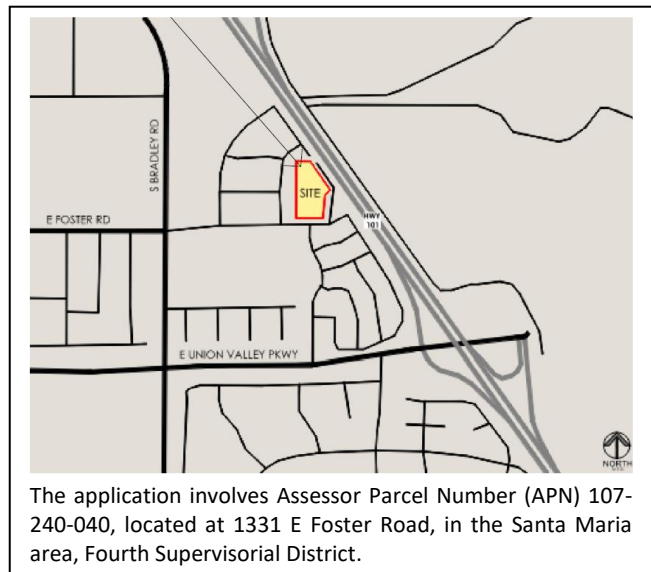 S BRADLEY RD
SITE
E FOSTER RD
HWY
101
E UNION VALLEY PKWY
NORTH
The application involves Assessor Parcel Number (APN) 107-
240-040, located at 1331 E Foster Road, in the Santa Maria
area, Fourth Supervisorial District.